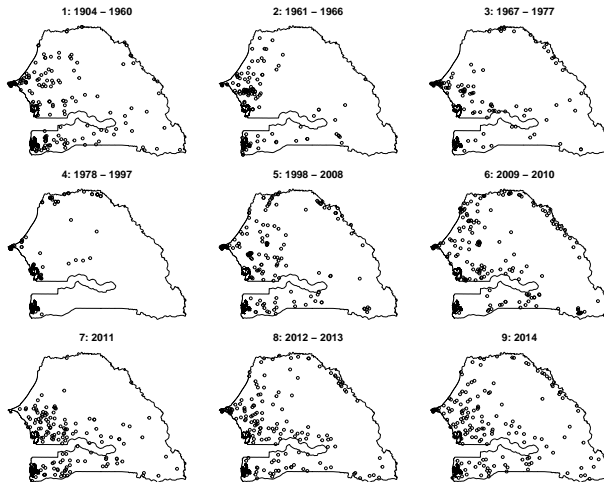 1: 1904 – 1960
2: 1961 – 1966
3: 1967 – 1977
4: 1978 – 1997
5: 1998 – 2008
6: 2009 – 2010
7: 2011
8: 2012 – 2013
9: 2014